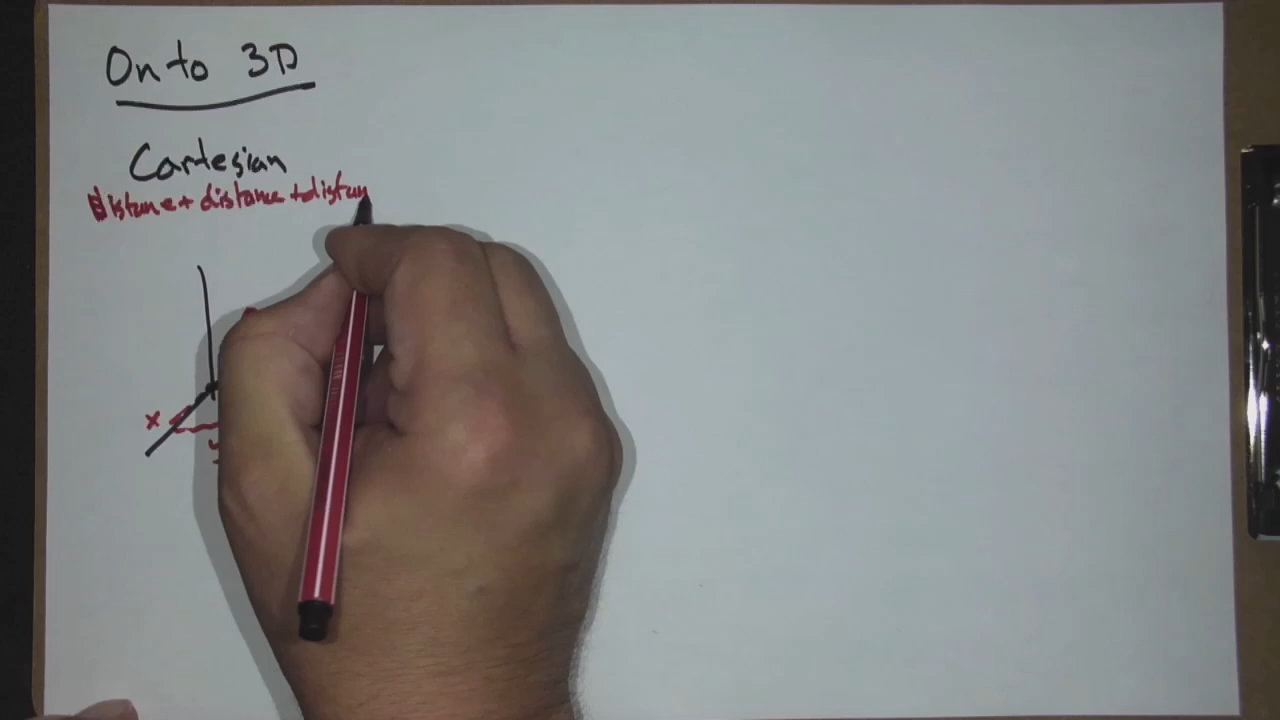 Onto 3D
Cartesian
distance + distance + distan
x